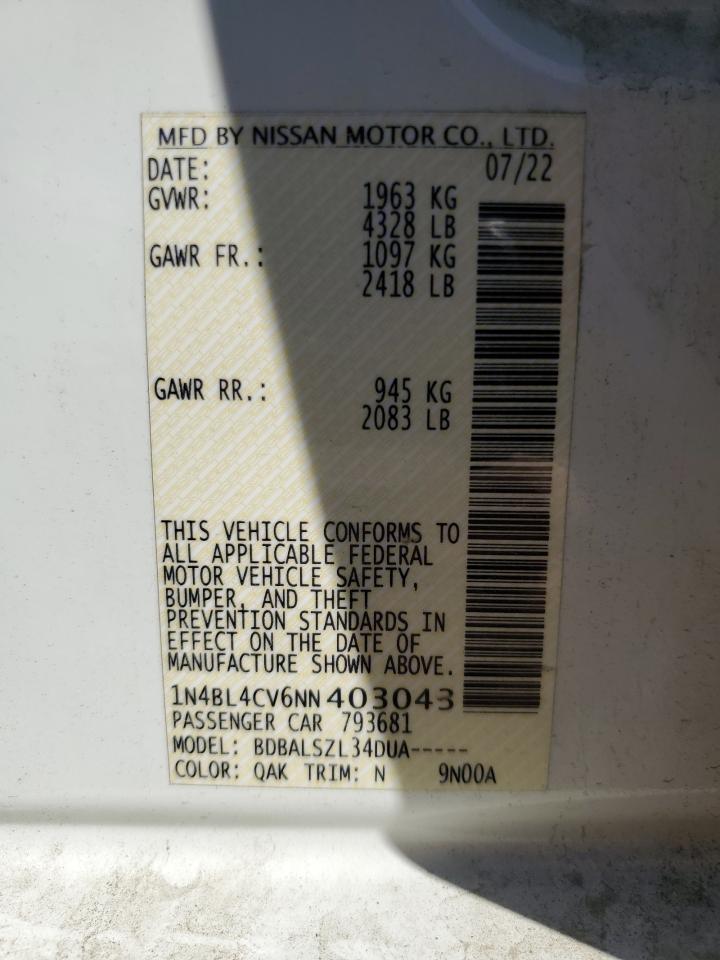 MFD BY NISSAN MOTOR CO., LTD.
DATE: 07/22
GVWR: 1963 KG
4328 LB
GAWR FR.: 1097 KG
2418 LB
GAWR RR.: 945 KG
2083 LB
THIS VEHICLE CONFORMS TO
ALL APPLICABLE FEDERAL
MOTOR VEHICLE SAFETY,
BUMPER, AND THEFT
PREVENTION STANDARDS IN
EFFECT ON THE DATE OF
MANUFACTURE SHOWN ABOVE.
1N4BL4CV6NN403043
PASSENGER CAR 793681
MODEL: BDBALSZL34DUA-----
COLOR: QAK TRIM: N 9N00A